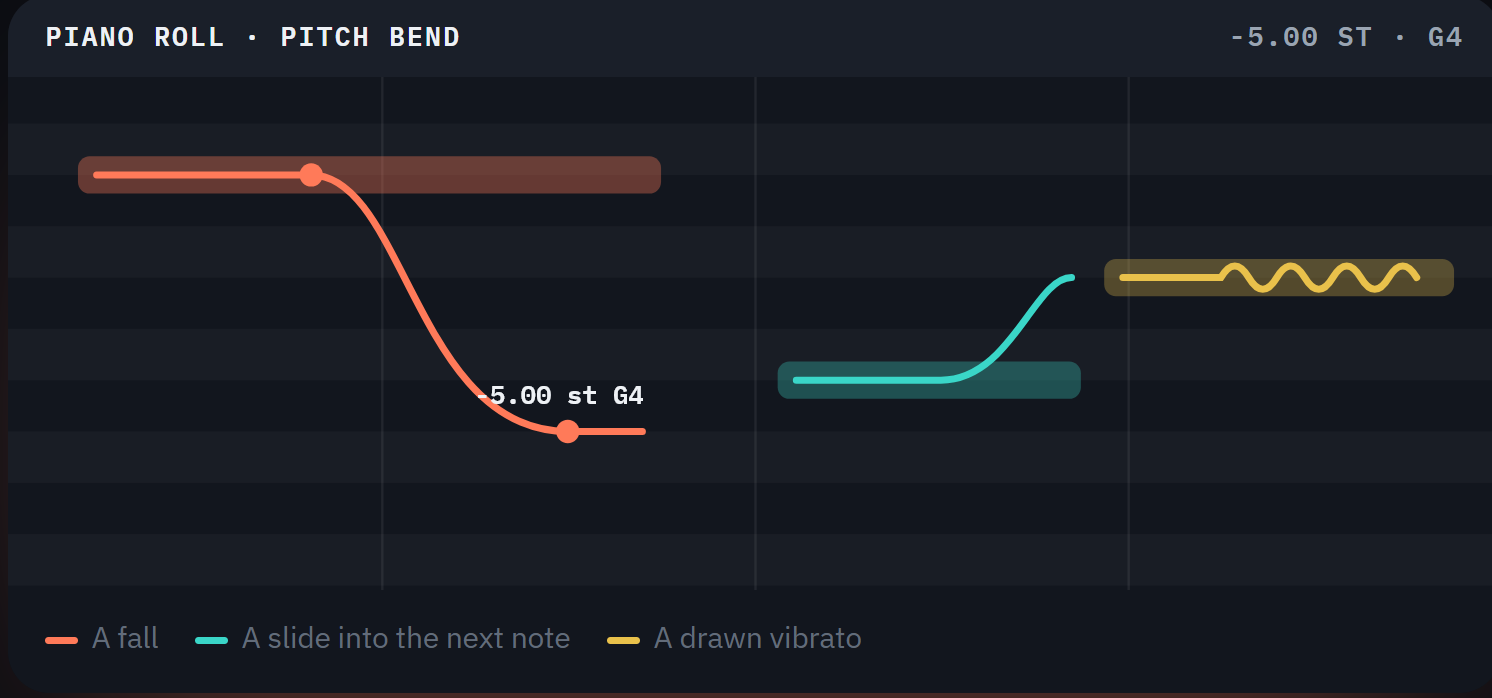 PIANO ROLL · PITCH BEND
-5.00 ST · G4
-5.00 st G4
A fall
A slide into the next note
A drawn vibrato